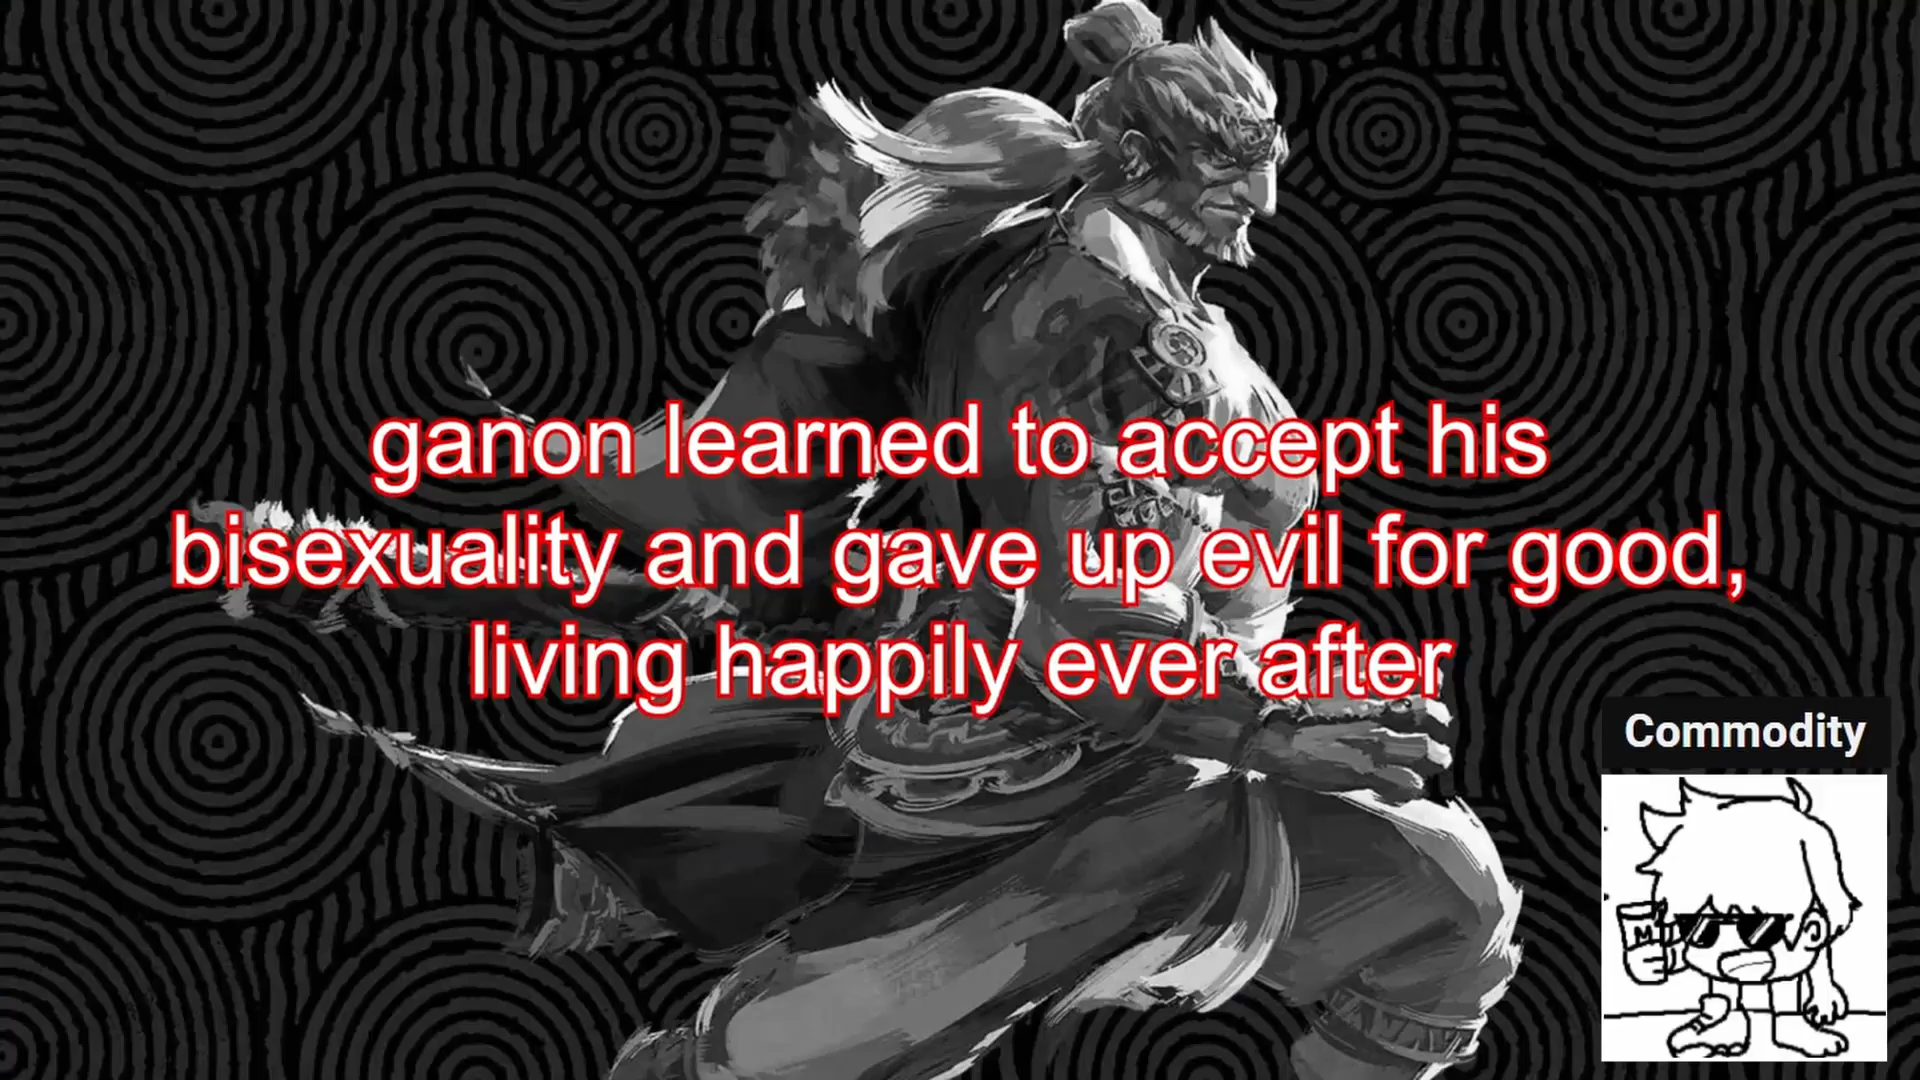 ganon learned to accept his
bisexuality and gave up evil for good,
living happily ever after
Commodity
M